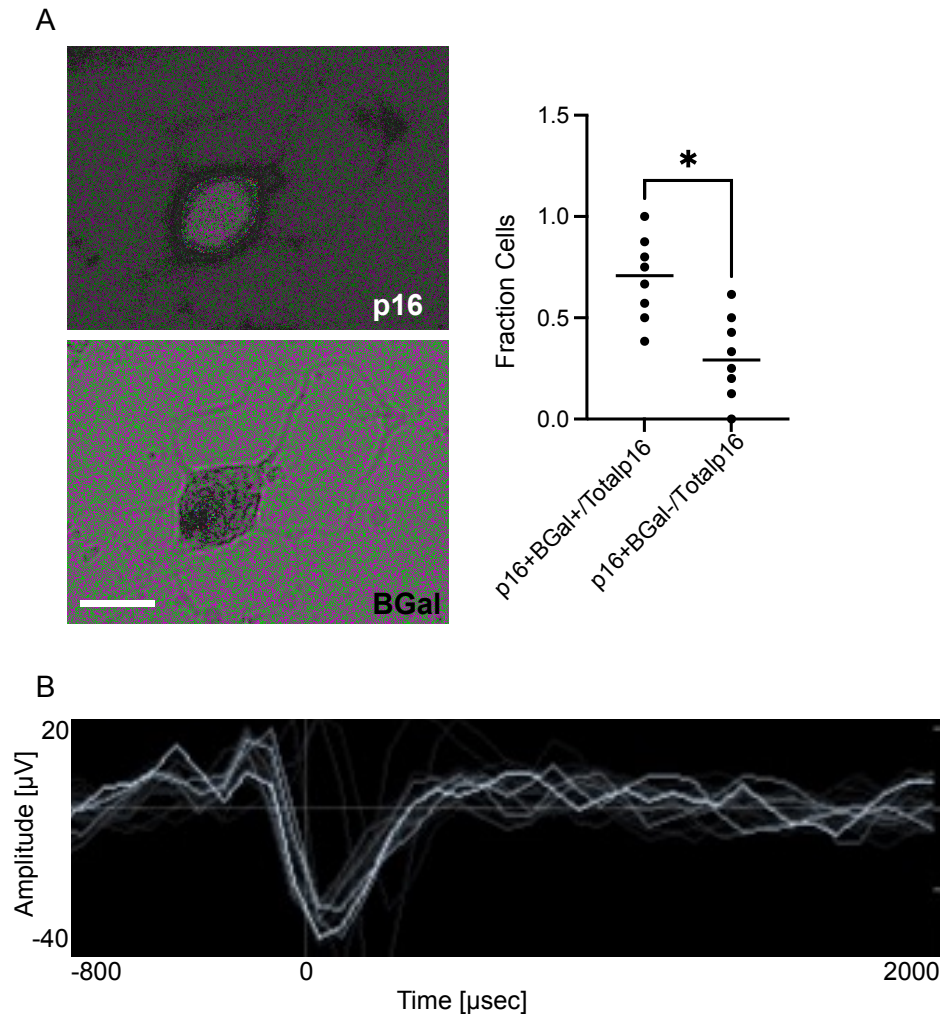 A
p16
BGal
1.5
1.0
0.5
0.0
Fraction Cells
*
p16+BGal+/Totalp16
p16+BGal-/Totalp16
B
20
-40
Amplitude [µV]
-800
0
2000
Time [µsec]